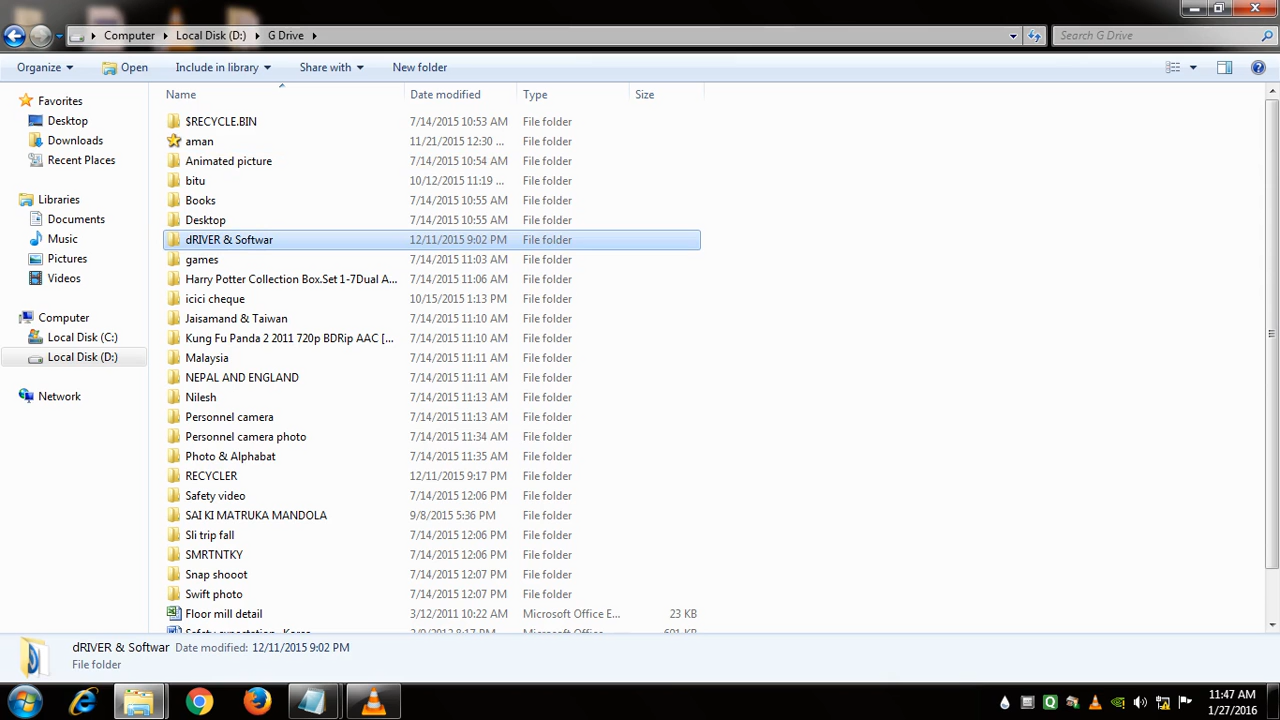 Computer Local Disk (D:) G Drive Search G Drive
Organize Open Include in library Share with New folder
Name Date modified Type Size
Favorites
Desktop
Downloads
Recent Places
Libraries
Documents
Music
Pictures
Videos
Computer
Local Disk (C:)
Local Disk (D:)
Network
$RECYCLE.BIN 7/14/2015 10:53 AM File folder
aman 11/21/2015 12:30 ... File folder
Animated picture 7/14/2015 10:54 AM File folder
bitu 10/12/2015 11:19 ... File folder
Books 7/14/2015 10:55 AM File folder
Desktop 7/14/2015 10:55 AM File folder
dRIVER & Softwar 12/11/2015 9:02 PM File folder
games 7/14/2015 11:03 AM File folder
Harry Potter Collection Box.Set 1-7Dual A... 7/14/2015 11:06 AM File folder
icici cheque 10/15/2015 1:13 PM File folder
Jaisamand & Taiwan 7/14/2015 11:10 AM File folder
Kung Fu Panda 2 2011 720p BDRip AAC [... 7/14/2015 11:10 AM File folder
Malaysia 7/14/2015 11:11 AM File folder
NEPAL AND ENGLAND 7/14/2015 11:11 AM File folder
Nilesh 7/14/2015 11:13 AM File folder
Personnel camera 7/14/2015 11:13 AM File folder
Personnel camera photo 7/14/2015 11:34 AM File folder
Photo & Alphabat 7/14/2015 11:35 AM File folder
RECYCLER 12/11/2015 9:17 PM File folder
Safety video 7/14/2015 12:06 PM File folder
SAI KI MATRUKA MANDOLA 9/8/2015 5:36 PM File folder
Sli trip fall 7/14/2015 12:06 PM File folder
SMRTNTKY 7/14/2015 12:06 PM File folder
Snap shooot 7/14/2015 12:07 PM File folder
Swift photo 7/14/2015 12:07 PM File folder
Floor mill detail 3/12/2011 10:22 AM Microsoft Office E... 23 KB
dRIVER & Softwar Date modified: 12/11/2015 9:02 PM
File folder
11:47 AM
1/27/2016